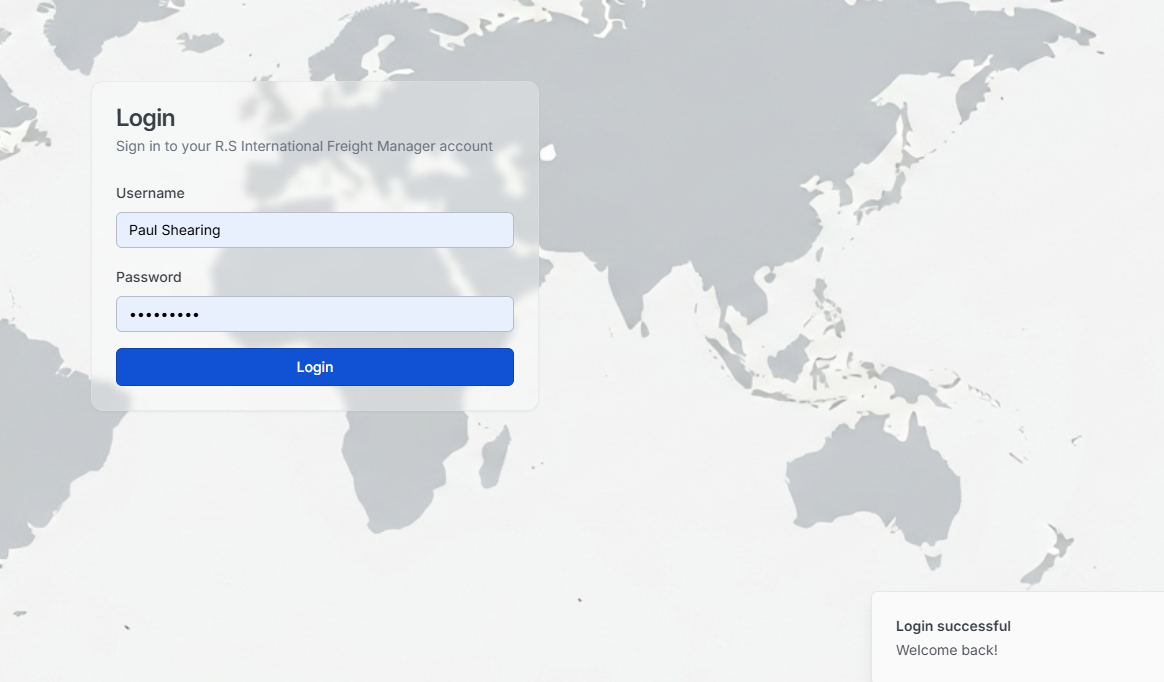 Login
Sign in to your R.S International Freight Manager account
Username
Paul Shearing
Password
•••••••••
Login
Login successful
Welcome back!